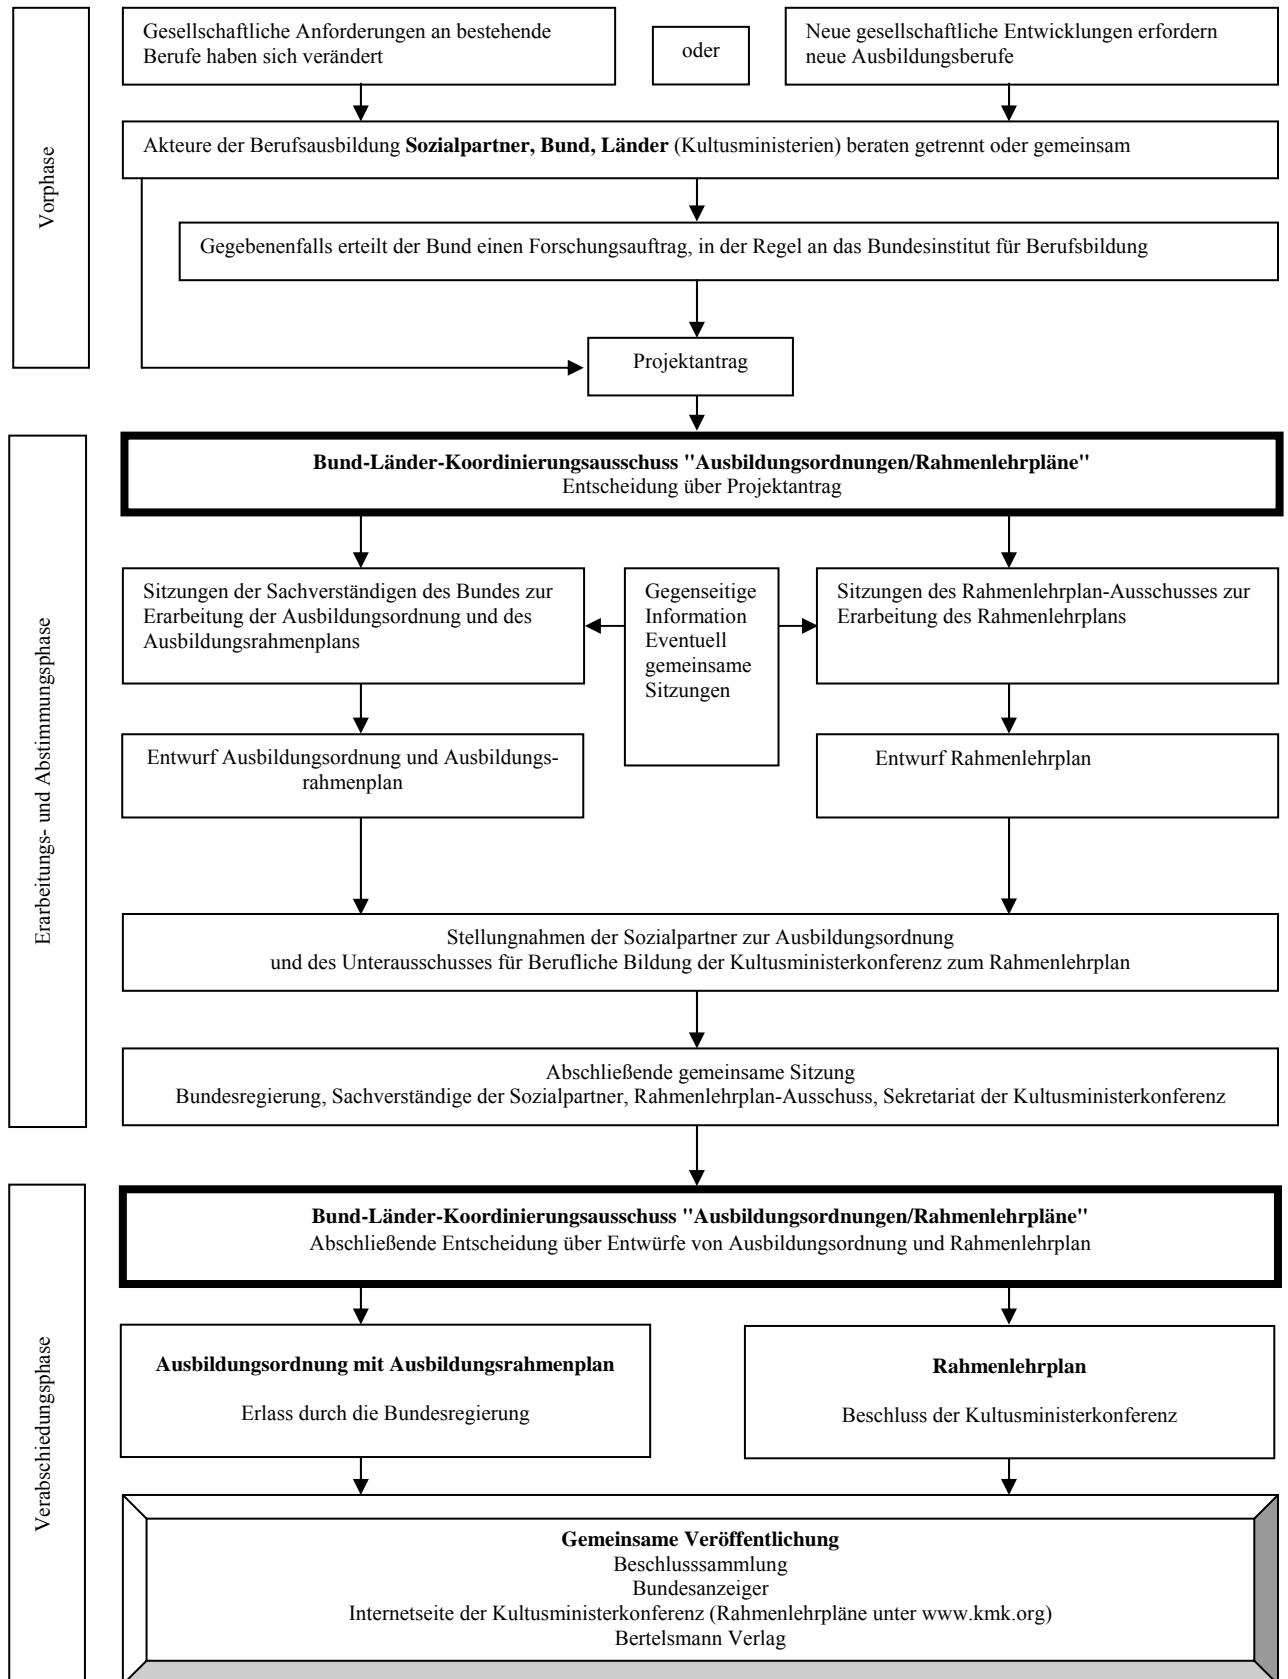 Vorphase
Gesellschaftliche Anforderungen an bestehende
Berufe haben sich verändert
oder
Neue gesellschaftliche Entwicklungen erfordern
neue Ausbildungsberufe
Akteure der Berufsausbildung Sozialpartner, Bund, Länder (Kultusministerien) beraten getrennt oder gemeinsam
Gegebenenfalls erteilt der Bund einen Forschungsauftrag, in der Regel an das Bundesinstitut für Berufsbildung
Projektantrag
Erarbeitungs- und Abstimmungsphase
Bund-Länder-Koordinierungsausschuss "Ausbildungsordnungen/Rahmenlehrpläne"
Entscheidung über Projektantrag
Sitzungen der Sachverständigen des Bundes zur
Erarbeitung der Ausbildungsordnung und des
Ausbildungsrahmenplans
Gegenseitige
Information
Eventuell
gemeinsame
Sitzungen
Sitzungen des Rahmenlehrplan-Ausschusses zur
Erarbeitung des Rahmenlehrplans
Entwurf Ausbildungsordnung und Ausbildungs-
rahmenplan
Entwurf Rahmenlehrplan
Stellungnahmen der Sozialpartner zur Ausbildungsordnung
und des Unterausschusses für Berufliche Bildung der Kultusministerkonferenz zum Rahmenlehrplan
Abschließende gemeinsame Sitzung
Bundesregierung, Sachverständige der Sozialpartner, Rahmenlehrplan-Ausschuss, Sekretariat der Kultusministerkonferenz
Verabschiedungsphase
Bund-Länder-Koordinierungsausschuss "Ausbildungsordnungen/Rahmenlehrpläne"
Abschließende Entscheidung über Entwürfe von Ausbildungsordnung und Rahmenlehrplan
Ausbildungsordnung mit Ausbildungsrahmenplan
Erlass durch die Bundesregierung
Rahmenlehrplan
Beschluss der Kultusministerkonferenz
Gemeinsame Veröffentlichung
Beschlusssammlung
Bundesanzeiger
Internetseite der Kultusministerkonferenz (Rahmenlehrpläne unter www.kmk.org)
Bertelsmann Verlag